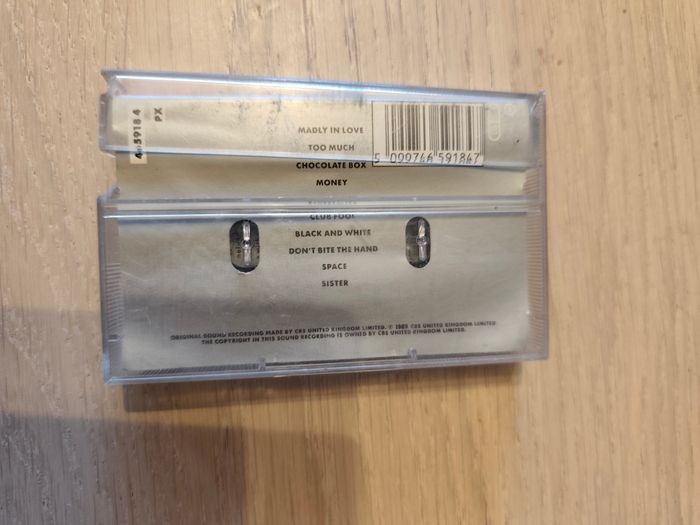 465918 4
PX
MADLY IN LOVE
TOO MUCH
CHOCOLATE BOX
MONEY
CLUB FOOL
BLACK AND WHITE
DON'T BITE THE HAND
SPACE
SISTER
5 099746 591847
ORIGINAL SOUND RECORDING MADE BY CBS UNITED KINGDOM LIMITED. ℗ 1989 CBS UNITED KINGDOM LIMITED
THE COPYRIGHT IN THIS SOUND RECORDING IS OWNED BY CBS UNITED KINGDOM LIMITED.